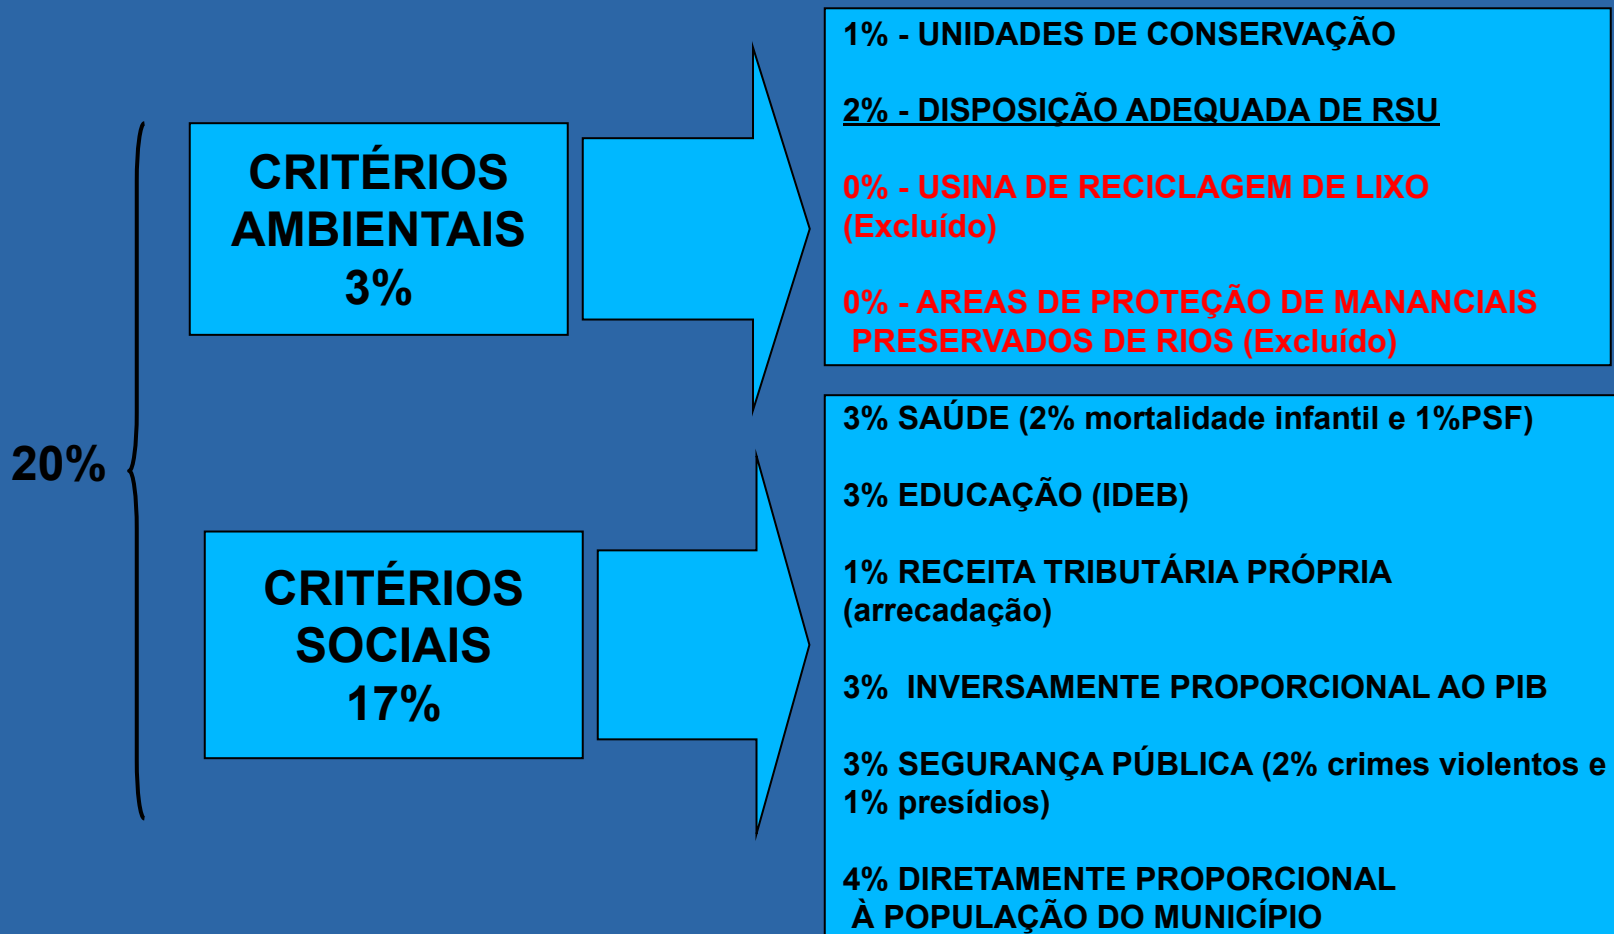 20%
CRITÉRIOS
AMBIENTAIS
3%
1% - UNIDADES DE CONSERVAÇÃO
2% - DISPOSIÇÃO ADEQUADA DE RSU
0% - USINA DE RECICLAGEM DE LIXO
(Excluído)
0% - AREAS DE PROTEÇÃO DE MANANCIAIS
PRESERVADOS DE RIOS (Excluído)
CRITÉRIOS
SOCIAIS
17%
3% SAÚDE (2% mortalidade infantil e 1%PSF)
3% EDUCAÇÃO (IDEB)
1% RECEITA TRIBUTÁRIA PRÓPRIA
(arrecadação)
3% INVERSAMENTE PROPORCIONAL AO PIB
3% SEGURANÇA PÚBLICA (2% crimes violentos e
1% presídios)
4% DIRETAMENTE PROPORCIONAL
À POPULAÇÃO DO MUNICÍPIO